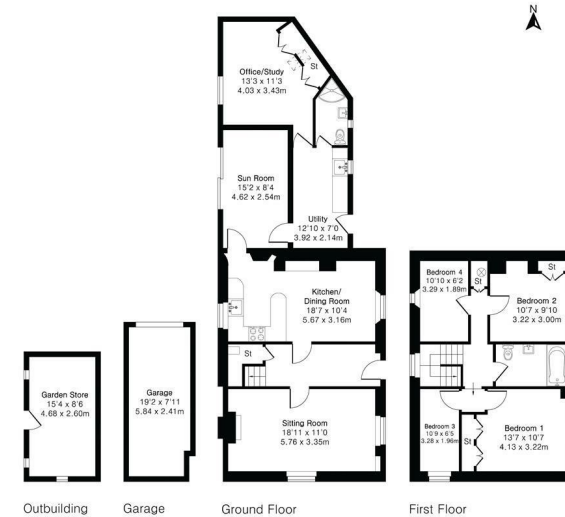 N
Office/Study
13'3 x 11'3
4.03 x 3.43m
St
Sun Room
15'2 x 8'4
4.62 x 2.54m
Utility
12'10 x 7'0
3.92 x 2.14m
Kitchen/
Dining Room
18'7 x 10'4
5.67 x 3.16m
St
Sitting Room
18'11 x 11'0
5.76 x 3.35m
Garden Store
15'4 x 8'6
4.68 x 2.60m
Garage
19'2 x 7'11
5.84 x 2.41m
Bedroom 4
10'10 x 6'2
3.29 x 1.89m
St
St
Bedroom 2
10'7 x 9'10
3.22 x 3.00m
Bedroom 3
10'9 x 6'5
3.28 x 1.96m
St
Bedroom 1
13'7 x 10'7
4.13 x 3.22m
Outbuilding
Garage
Ground Floor
First Floor